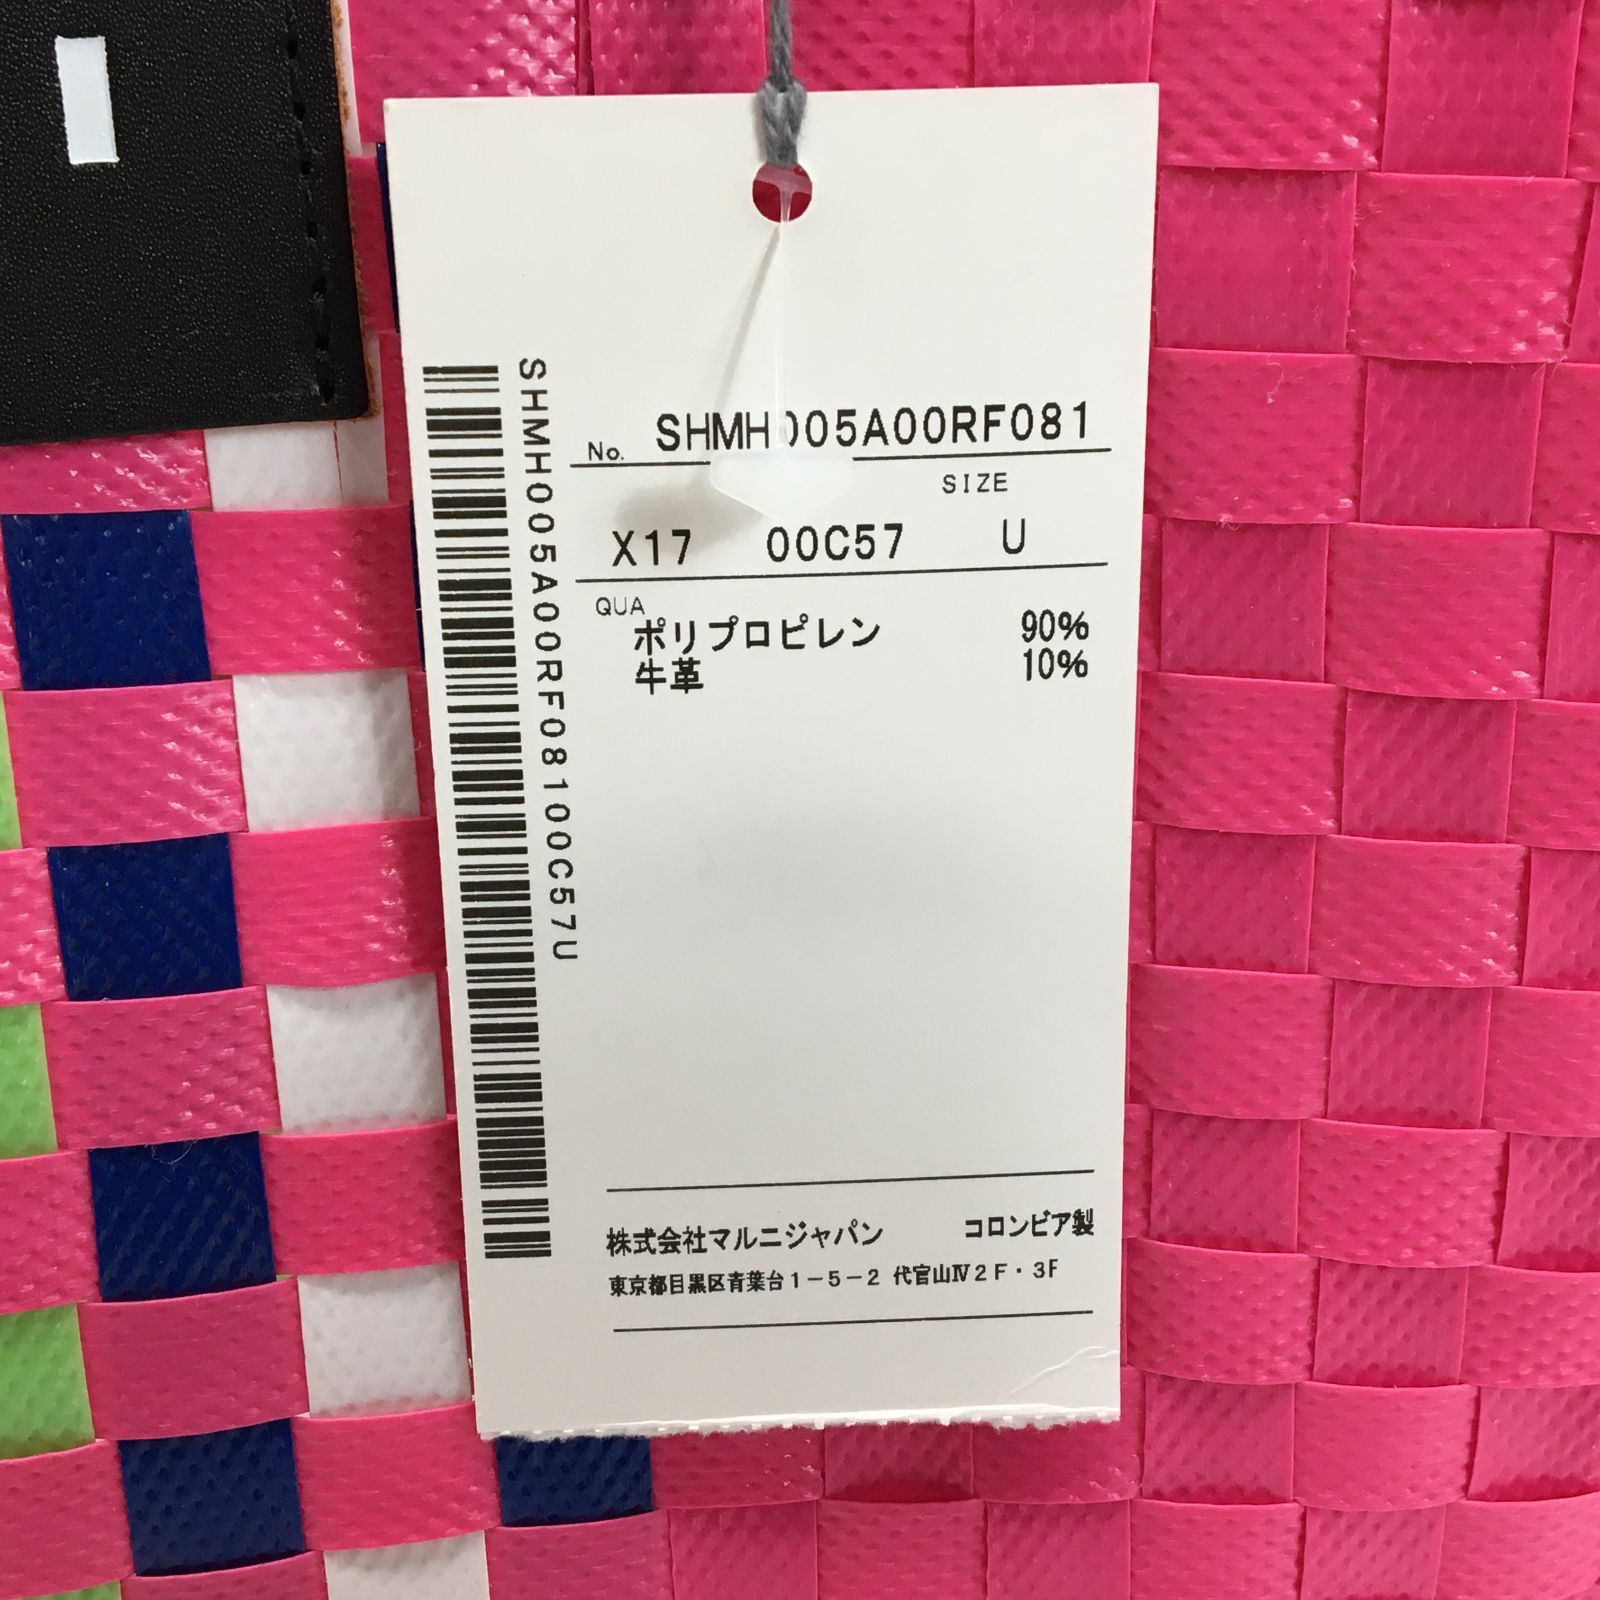 SHMH005A00RF08100C57U
No. SHMH005A00RF081
SIZE
X17 00C57 U
QUA
ポリプロピレン 90%
牛革 10%
株式会社マルニジャパン コロンビア製
東京都目黒区青葉台1-5-2 代官山Ⅳ2F・3F